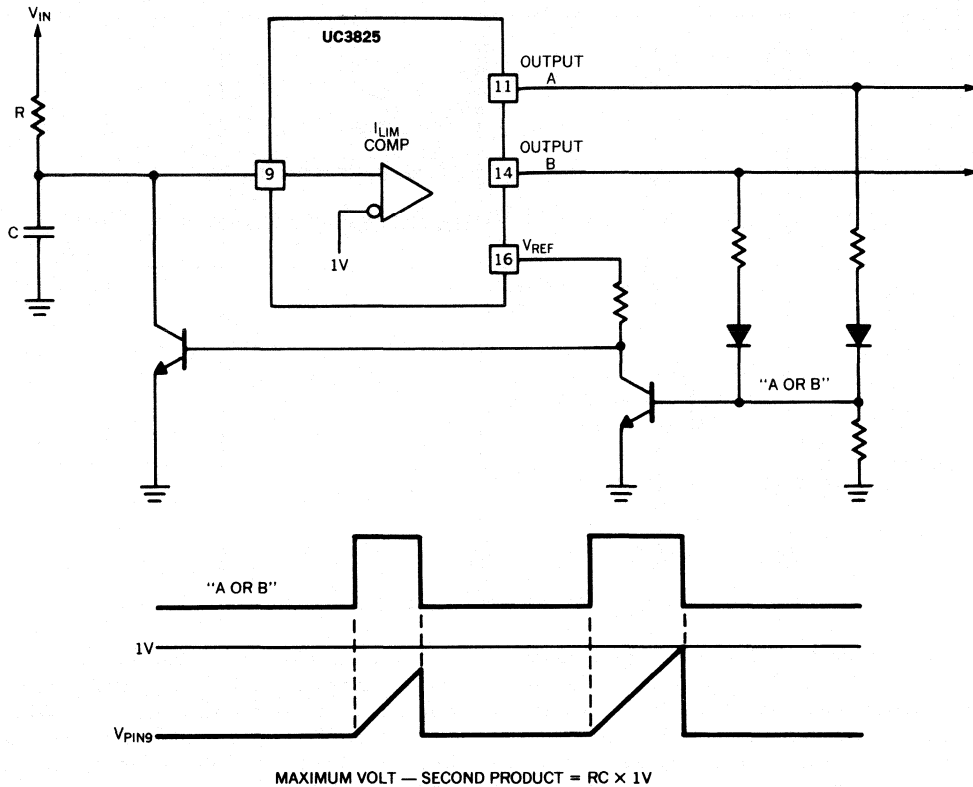 V_IN
UC3825
OUTPUT
A
11
R
I_LIM
COMP
OUTPUT
B
9
14
C
1V
16
V_REF
"A OR B"
"A OR B"
1V
V_PIN9
MAXIMUM VOLT — SECOND PRODUCT = RC × 1V